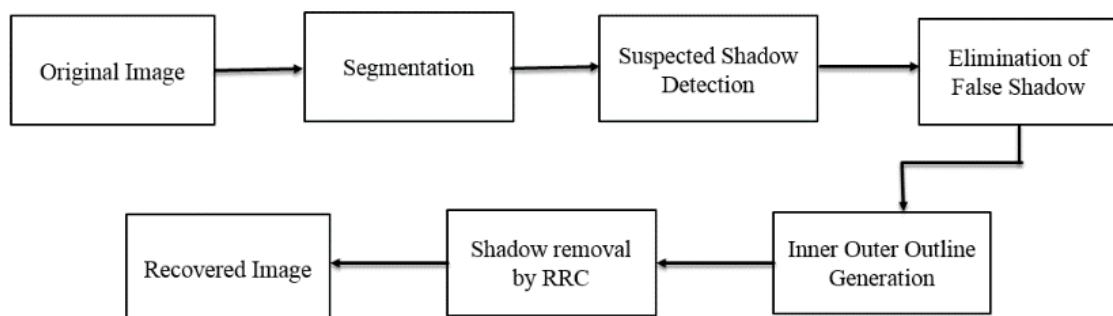 Original Image
Segmentation
Suspected Shadow
Detection
Elimination of
False Shadow
Inner Outer Outline
Generation
Shadow removal
by RRC
Recovered Image